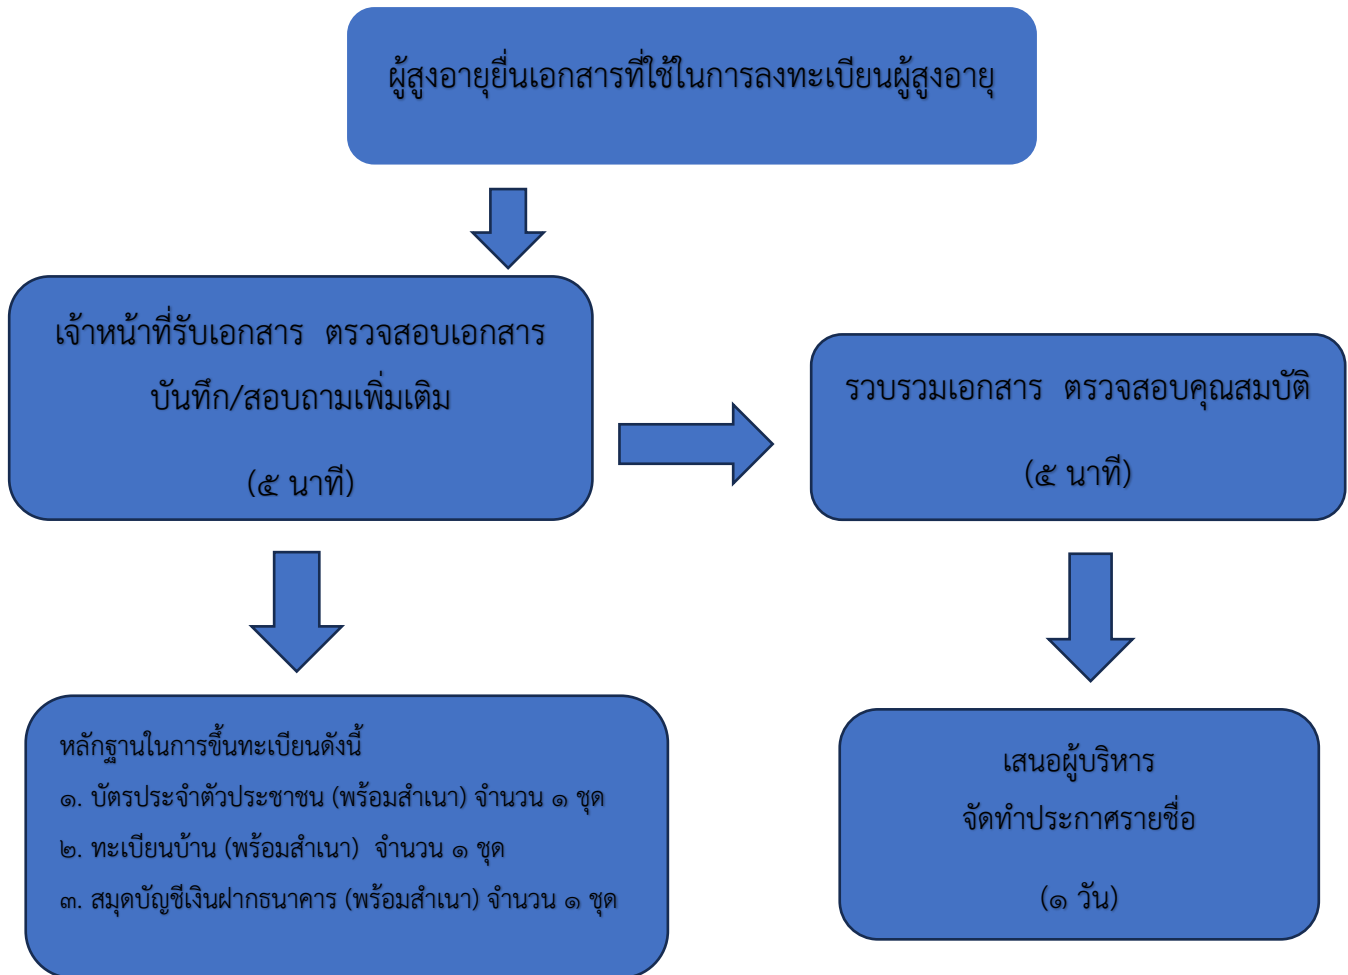 ผู้สูงอายุยื่นเอกสารที่ใช้ในการลงทะเบียนผู้สูงอายุ
เจ้าหน้าที่รับเอกสาร ตรวจสอบเอกสาร
บันทึก/สอบถามเพิ่มเติม
(๕ นาที)
รวบรวมเอกสาร ตรวจสอบคุณสมบัติ
(๕ นาที)
หลักฐานในการขึ้นทะเบียนดังนี้
๑. บัตรประจำตัวประชาชน (พร้อมสำเนา) จำนวน ๑ ชุด
๒. ทะเบียนบ้าน (พร้อมสำเนา) จำนวน ๑ ชุด
๓. สมุดบัญชีเงินฝากธนาคาร (พร้อมสำเนา) จำนวน ๑ ชุด
เสนอผู้บริหาร
จัดทำประกาศรายชื่อ
(๑ วัน)